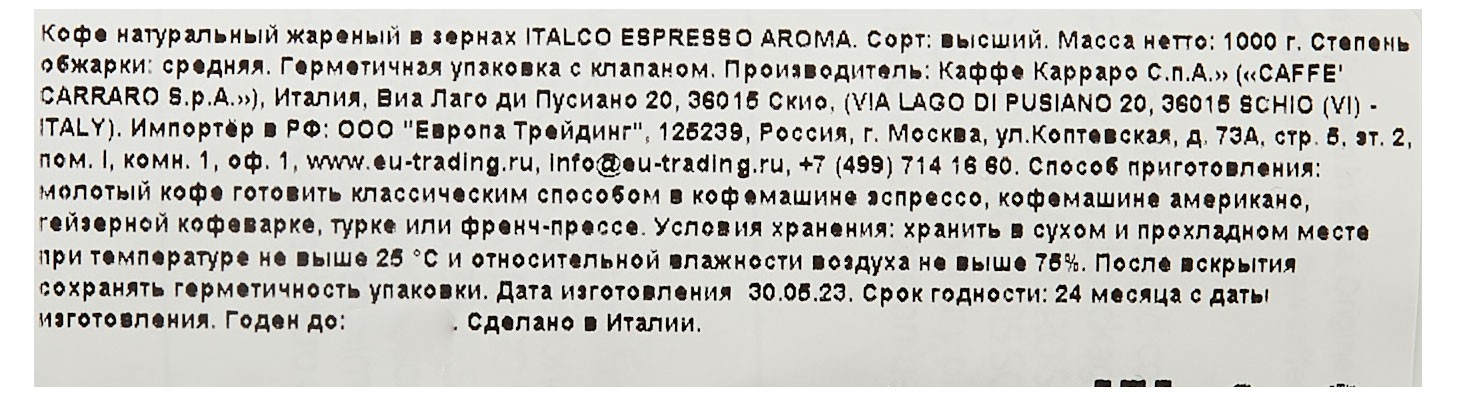 Кофе натуральный жареный в зернах ITALCO ESPRESSO AROMA. Сорт: высший. Масса нетто: 1000 г. Степень
обжарки: средняя. Герметичная упаковка с клапаном. Производитель: Каффе Карраро С.п.А.» («CAFFE'
CARRARO S.p.A.»), Италия, Виа Лаго ди Пусиано 20, 36015 Скио, (VIA LAGO DI PUSIANO 20, 36015 SCHIO (VI) -
ITALY). Импортёр в РФ: ООО "Европа Трейдинг", 125239, Россия, г. Москва, ул.Коптевская, д. 73А, стр. 5, эт. 2,
пом. I, комн. 1, оф. 1, www.eu-trading.ru, info@eu-trading.ru, +7 (499) 714 16 60. Способ приготовления:
молотый кофе готовить классическим способом в кофемашине эспрессо, кофемашине американо,
гейзерной кофеварке, турке или френч-прессе. Условия хранения: хранить в сухом и прохладном месте
при температуре не выше 25 °C и относительной влажности воздуха не выше 75%. После вскрытия
сохранять герметичность упаковки. Дата изготовления 30.05.23. Срок годности: 24 месяца с даты
изготовления. Годен до: . Сделано в Италии.